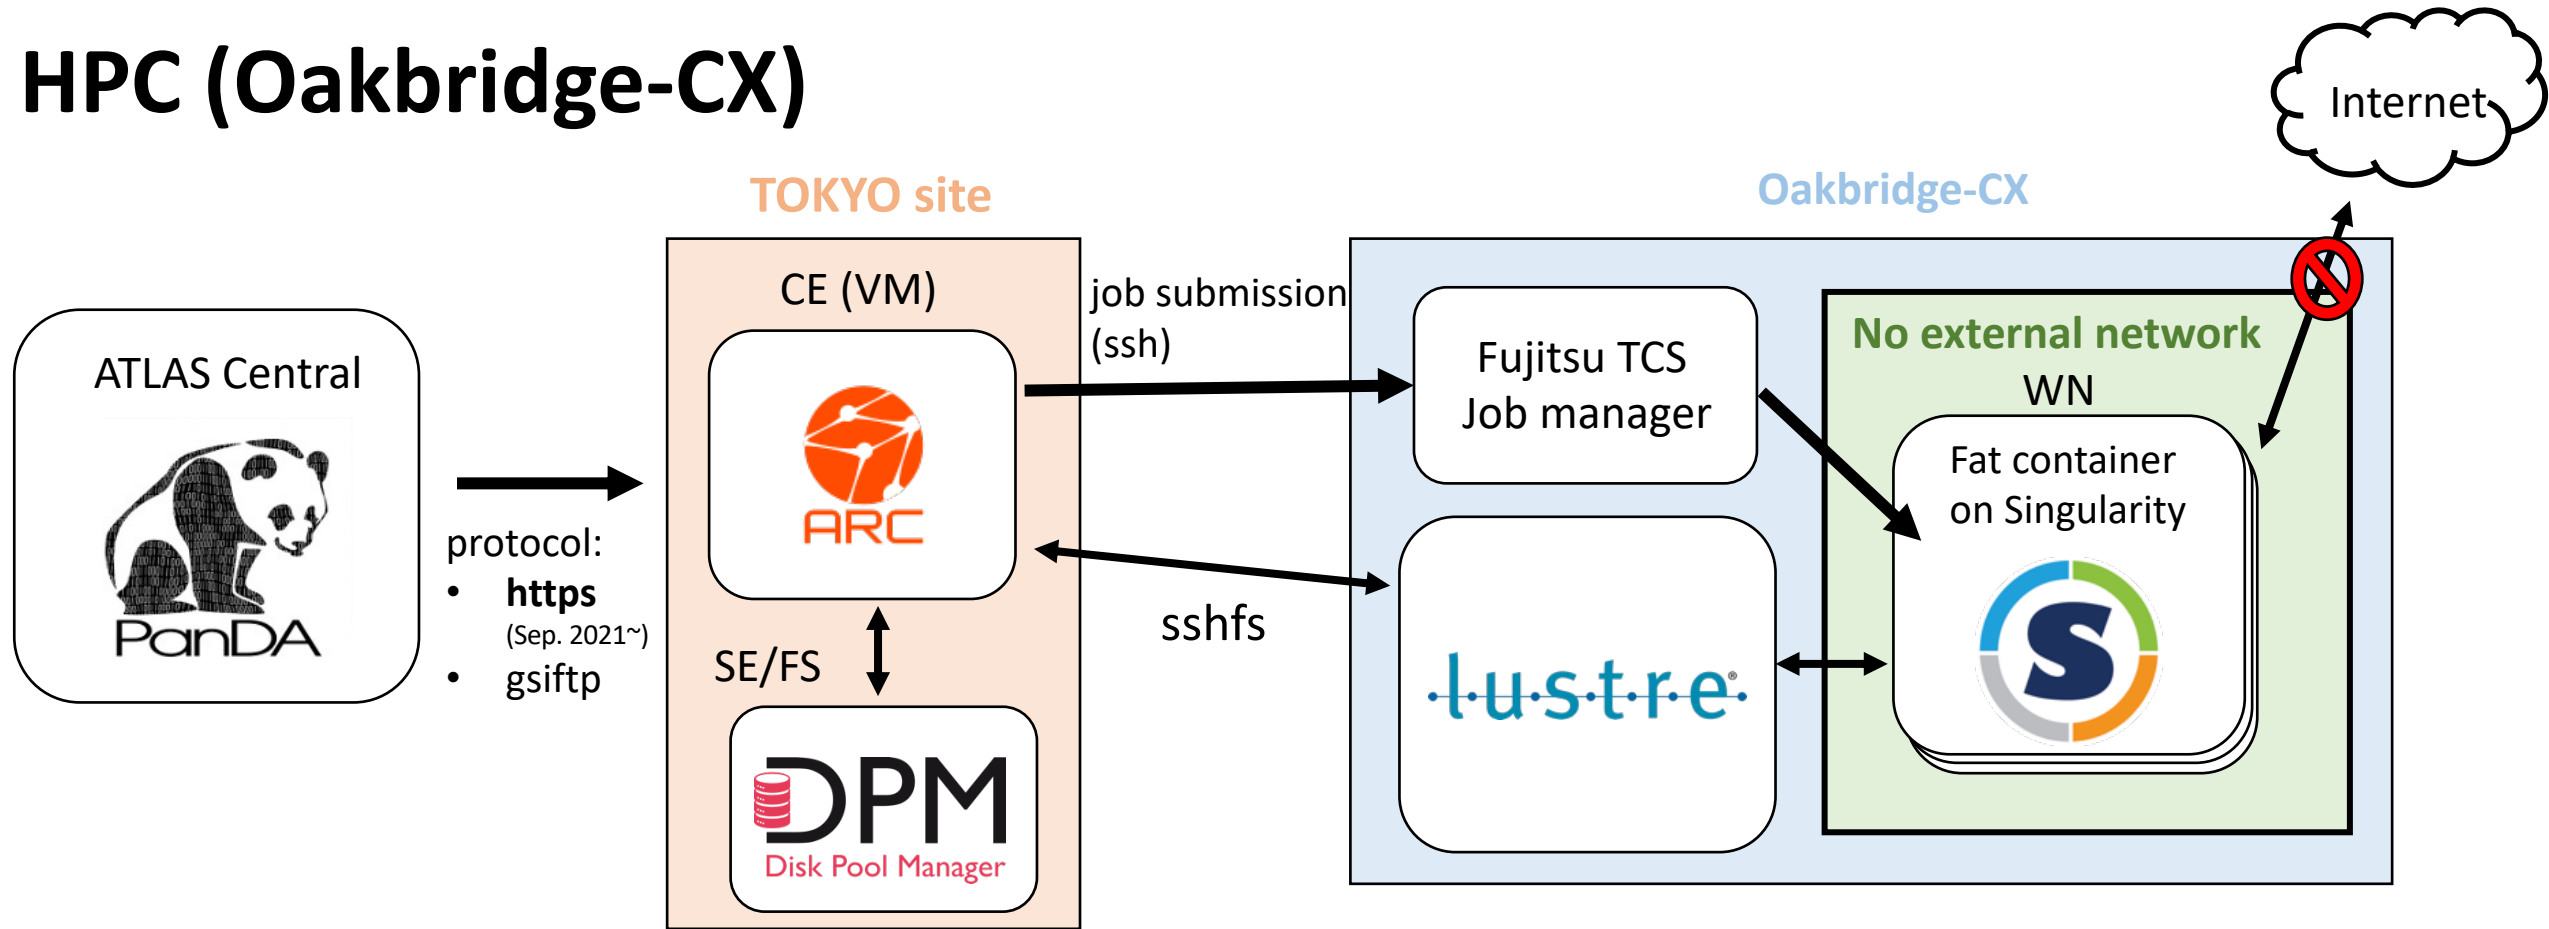 HPC (Oakbridge-CX)
Internet
TOKYO site
Oakbridge-CX
ATLAS Central
PanDA
protocol:
• https
(Sep. 2021~)
• gsiftp
CE (VM)
ARC
SE/FS
DPM
Disk Pool Manager
job submission
(ssh)
sshfs
Fujitsu TCS
Job manager
lustre®
No external network
WN
Fat container
on Singularity
S